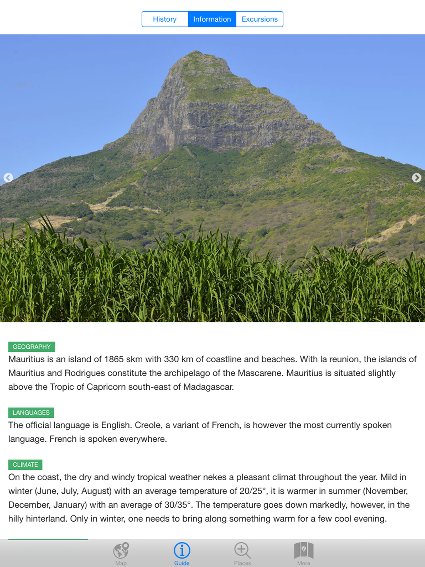 History Information Excursions
GEOGRAPHY
Mauritius is an island of 1865 skm with 330 km of coastline and beaches. With la reunion, the islands of
Mauritius and Rodrigues constitute the archipelago of the Mascarene. Mauritius is situated slightly
above the Tropic of Capricorn south-east of Madagascar.
LANGUAGES
The official language is English. Creole, a variant of French, is however the most currently spoken
language. French is spoken everywhere.
CLIMATE
On the coast, the dry and windy tropical weather nekes a pleasant climat throughout the year. Mild in
winter (June, July, August) with an average temperature of 20/25°, it is warmer in summer (November,
December, January) with an average of 30/35°. The temperature goes down markedly, however, in the
hilly hinderland. Only in winter, one needs to bring along something warm for a few cool evening.
Map Guide Places More